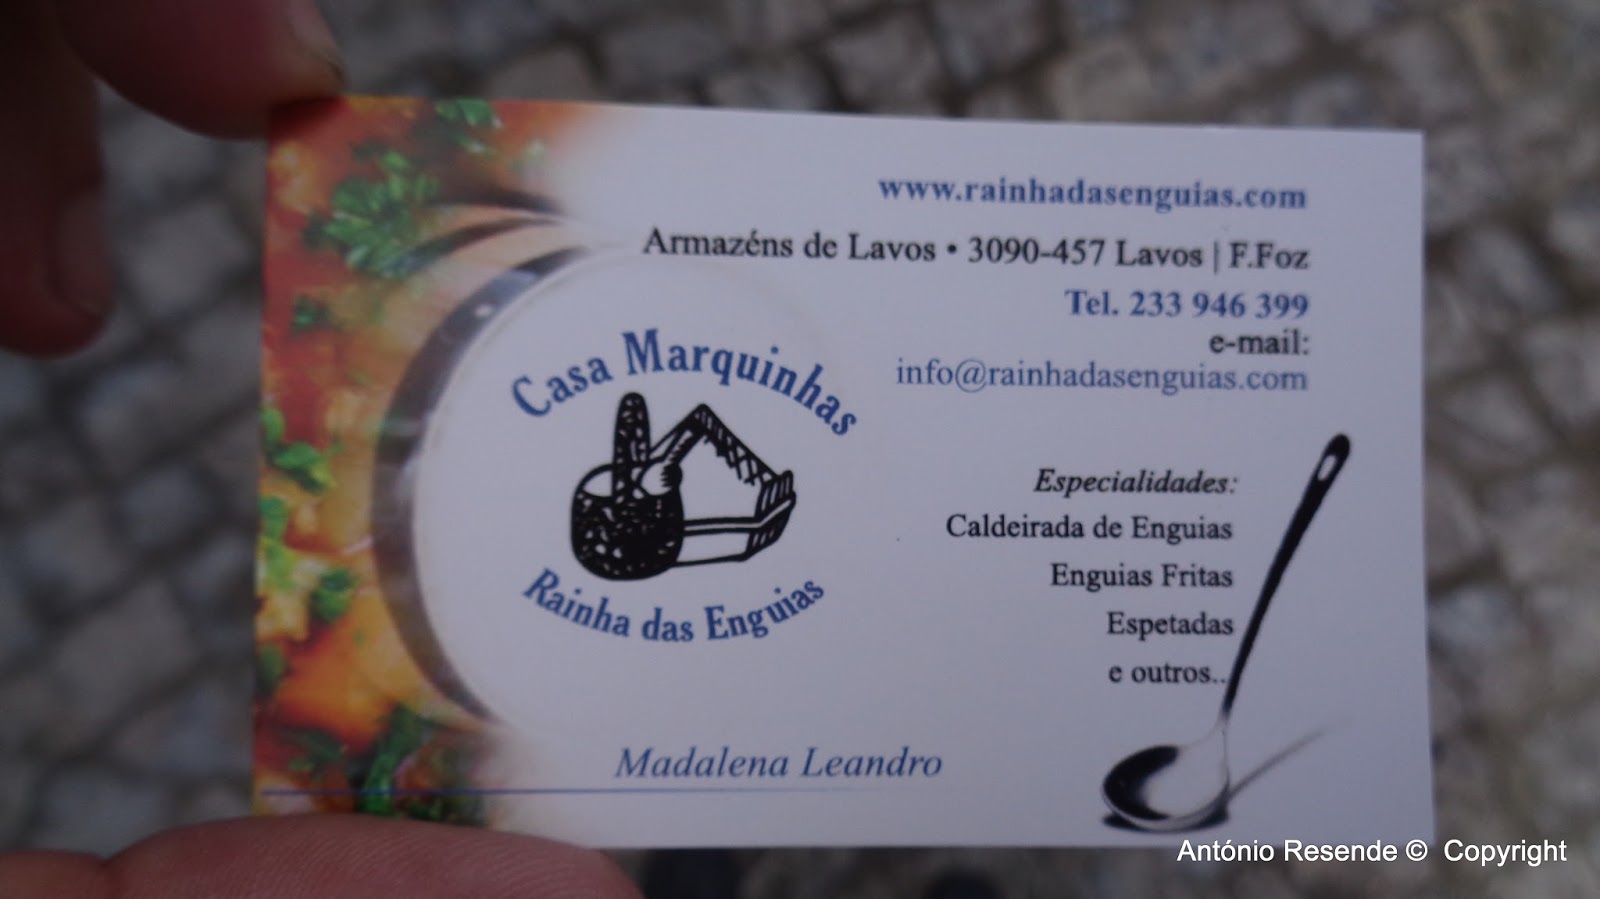 www.rainhadasenguias.com
Armazéns de Lavos • 3090-457 Lavos | F.Foz
Tel. 233 946 399
e-mail:
info@rainhadasenguias.com
Casa Marquinhas
Rainha das Enguias
Especialidades:
Caldeirada de Enguias
Enguias Fritas
Espetadas
e outros..
Madalena Leandro
António Resende © Copyright